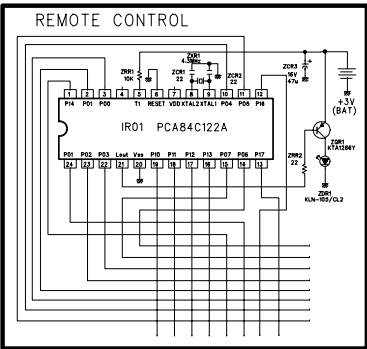 REMOTE CONTROL
ZRR1
10K
ZCR1
22
ZXR1
4.3MHz
ZCR2
22
ZCR3
16V
47u
+3V
(BAT)
1 2 3 4 5 6 7 8 9 10 11 12
P14 P01 P00 T1 RESET VDD XTAL2 XTAL1 P04 P05 P16
IR01 PCA84C122A
P01 P02 P03 Lout Vss P10 P11 P12 P13 P07 P06 P17
24 23 22 21 20 19 18 17 16 15 14 13
ZRR2
22
ZQR1
KTA1286Y
ZDR1
KLN-105/CL2